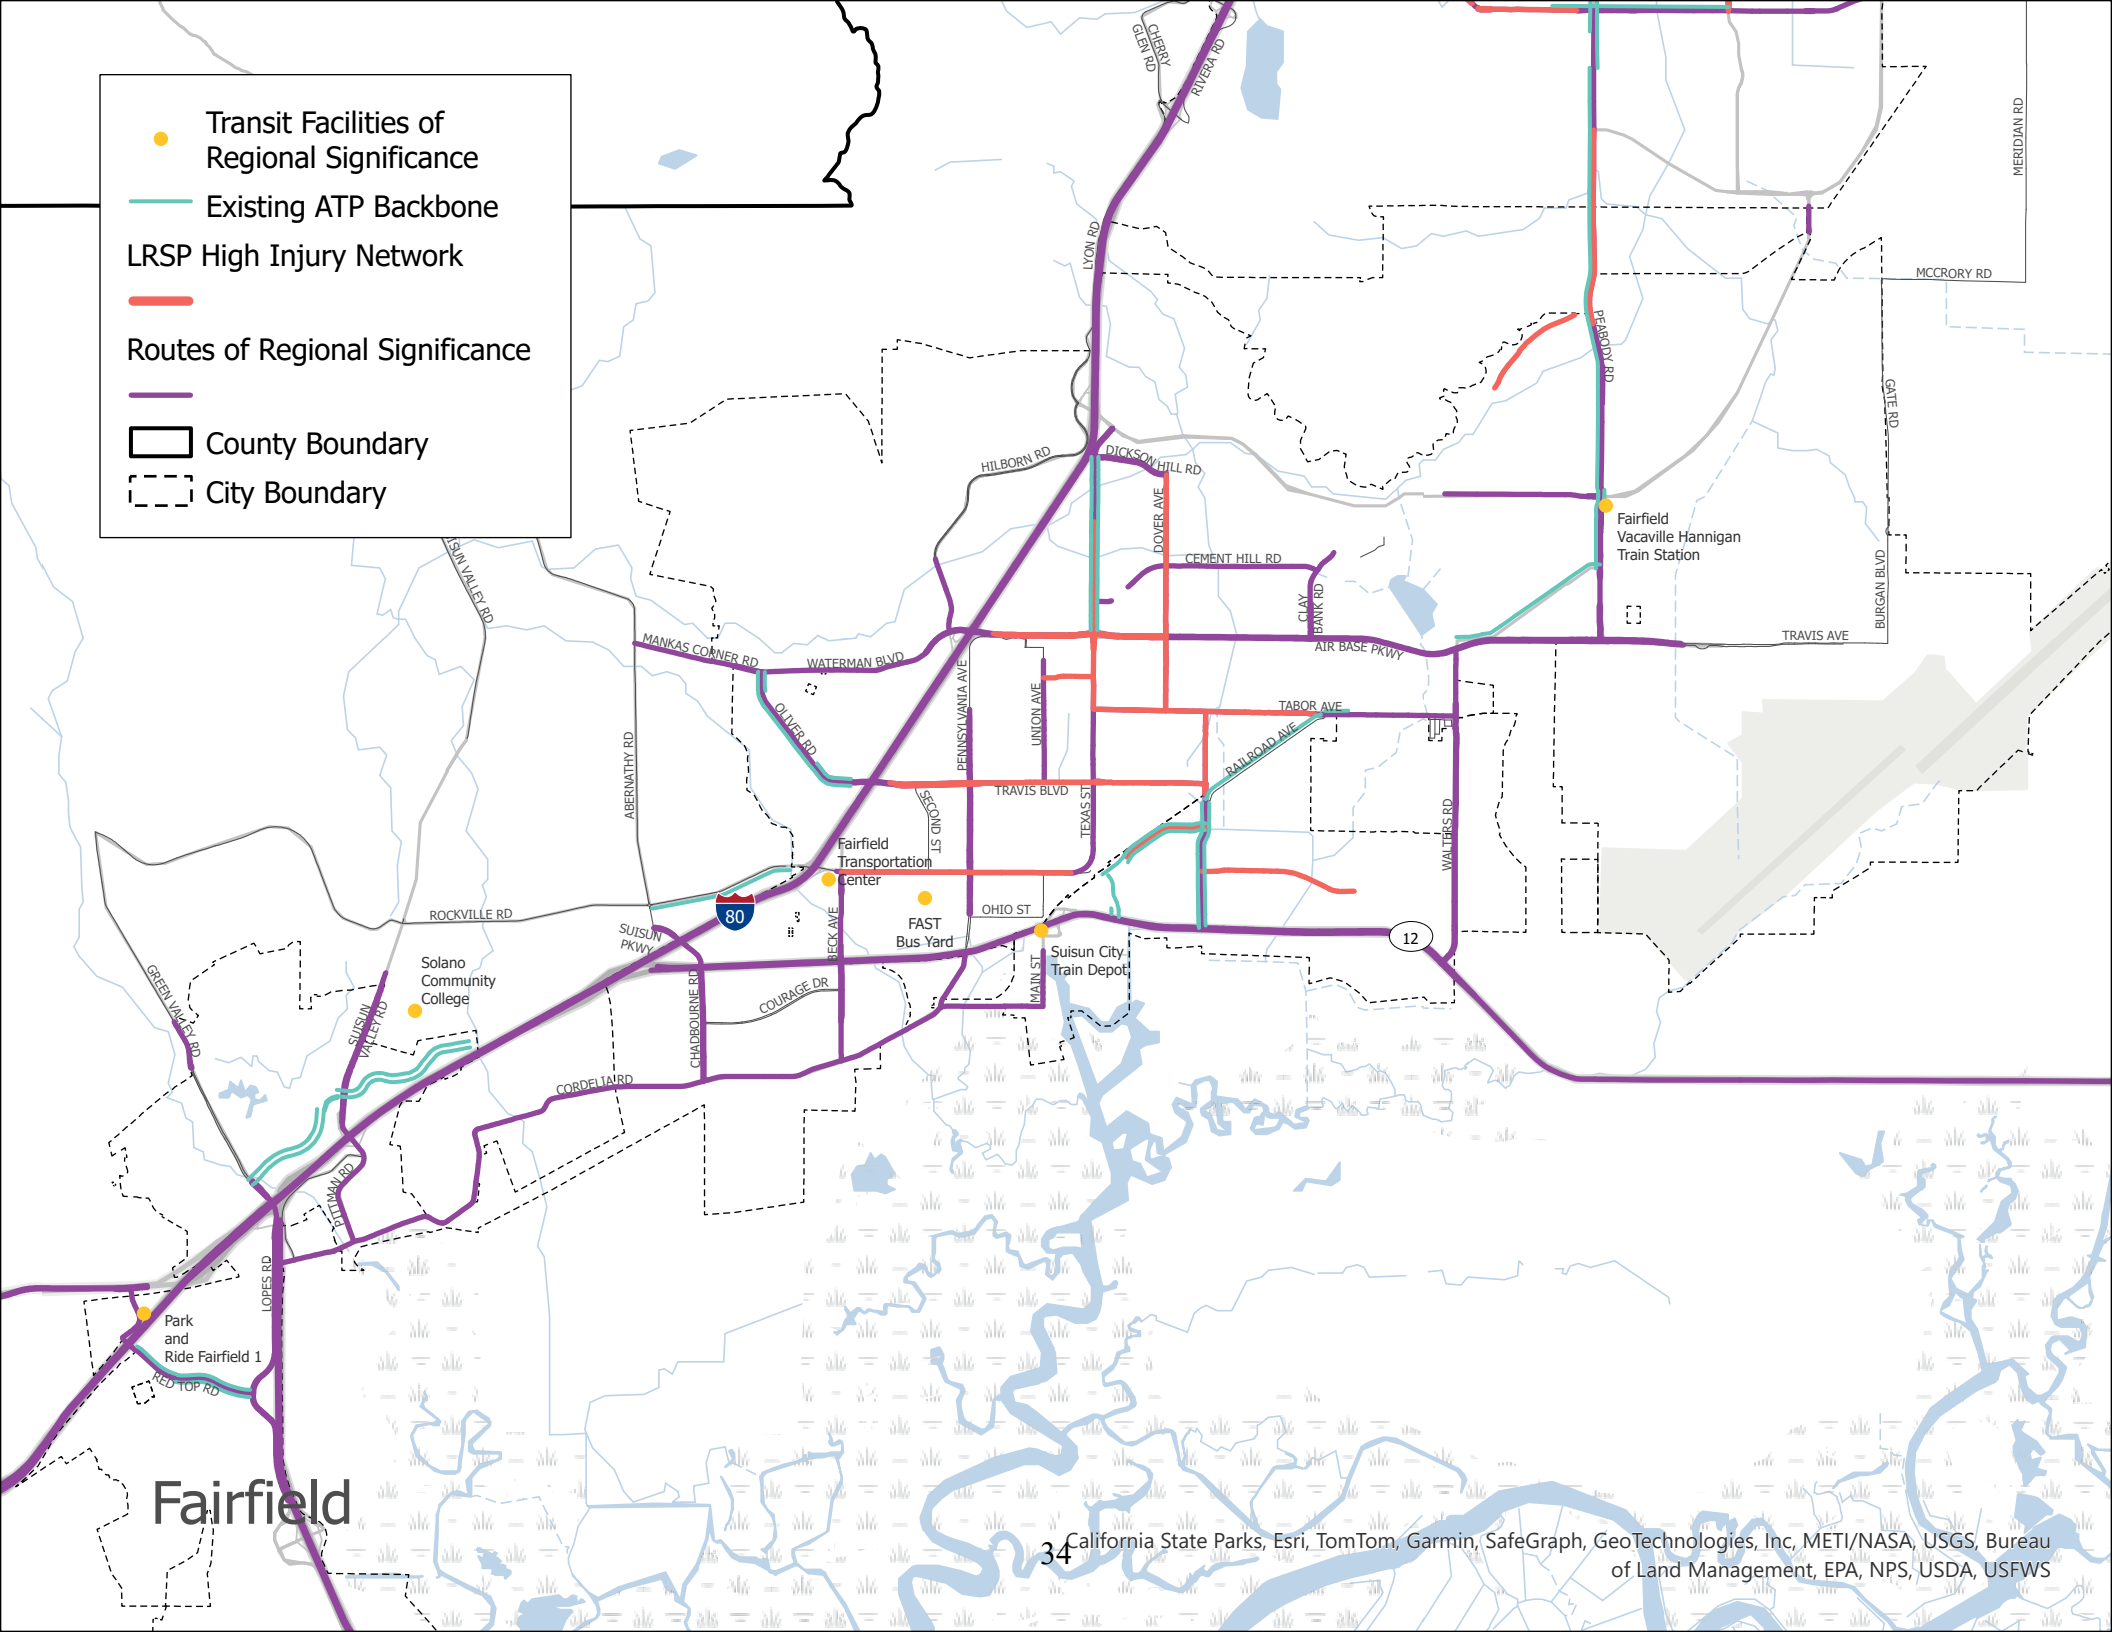 Transit Facilities of
Regional Significance
Existing ATP Backbone
LRSP High Injury Network
Routes of Regional Significance
County Boundary
City Boundary
CHERRY
GLEN RD
RIVERA RD
MERIDIAN RD
LYON RD
MCCRORY RD
PEABODY RD
GATE RD
HILBORN RD
DICKSON HILL RD
DOVER AVE
Fairfield
Vacaville Hannigan
Train Station
CEMENT HILL RD
CLAY
BANK RD
BURGAN BLVD
ISUN VALLEY RD
MANKAS CORNER RD
WATERMAN BLVD
AIR BASE PKWY
TRAVIS AVE
PENNSYLVANIA AVE
UNION AVE
OLIVER RD
TABOR AVE
RAILROAD AVE
ABERNATHY RD
TRAVIS BLVD
SECOND ST
TEXAS ST
WALTERS RD
Fairfield
Transportation
Center
80
ROCKVILLE RD
OHIO ST
FAST
Bus Yard
BECK AVE
SUISUN
PKWY
12
Suisun City
Train Depot
MAIN ST
Solano
Community
College
GREEN VALLEY RD
SUISUN
VALLEY RD
CHADBOURNE RD
COURAGE DR
CORDELIA RD
PITTMAN RD
LOPES RD
Park
and
Ride Fairfield 1
RED TOP RD
Fairfield
34
California State Parks, Esri, TomTom, Garmin, SafeGraph, GeoTechnologies, Inc, METI/NASA, USGS, Bureau
of Land Management, EPA, NPS, USDA, USFWS